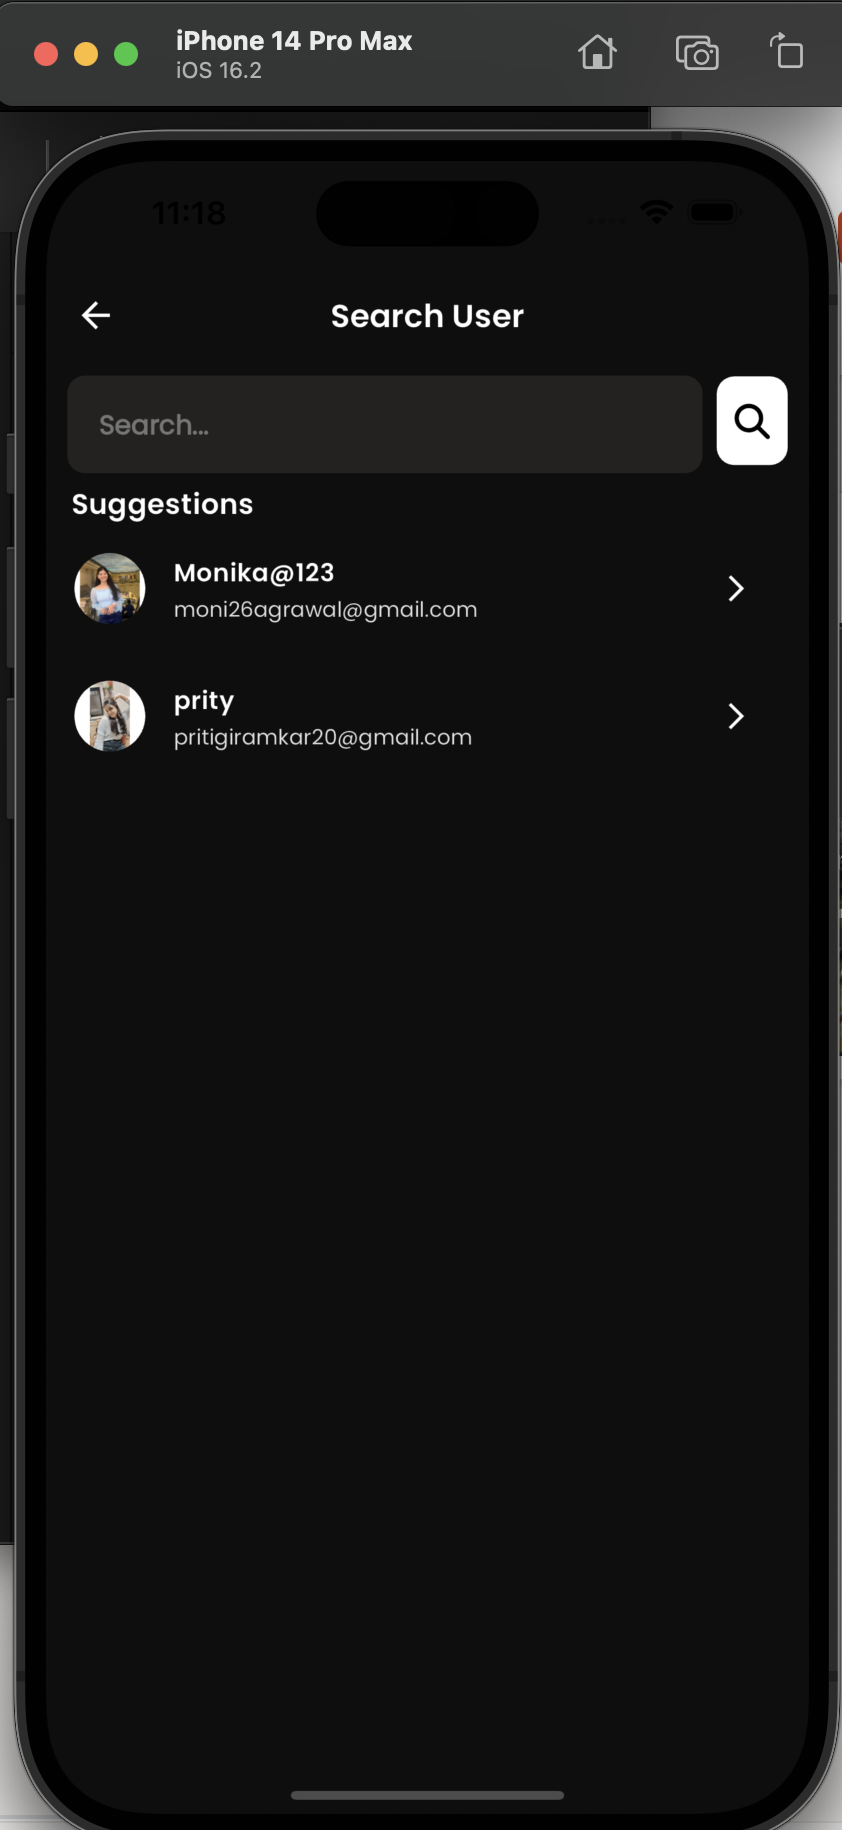 iPhone 14 Pro Max
iOS 16.2
11:18
Search User
Search...
Suggestions
Monika@123
moni26agrawal@gmail.com
prity
pritigiramkar20@gmail.com